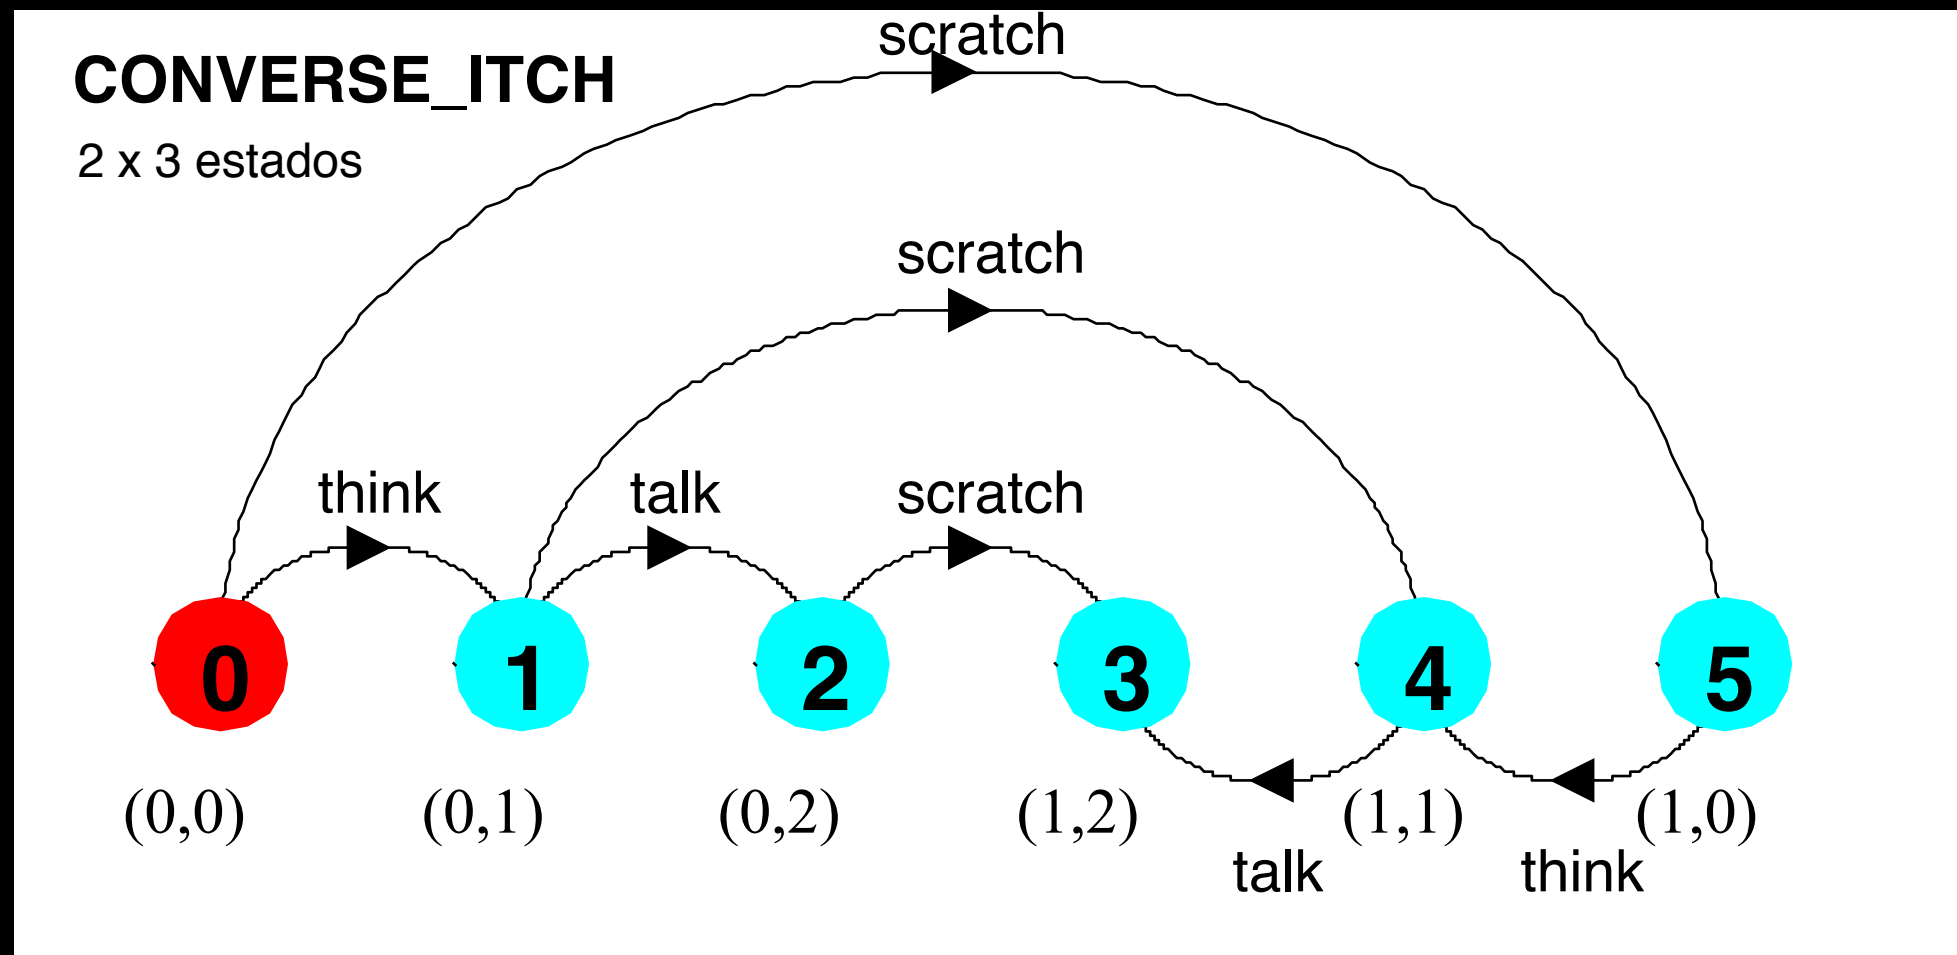 scratch
CONVERSE_ITCH
2 x 3 estados
scratch
think talk scratch
0 1 2 3 4 5
(0,0) (0,1) (0,2) (1,2) (1,1) (1,0)
talk think